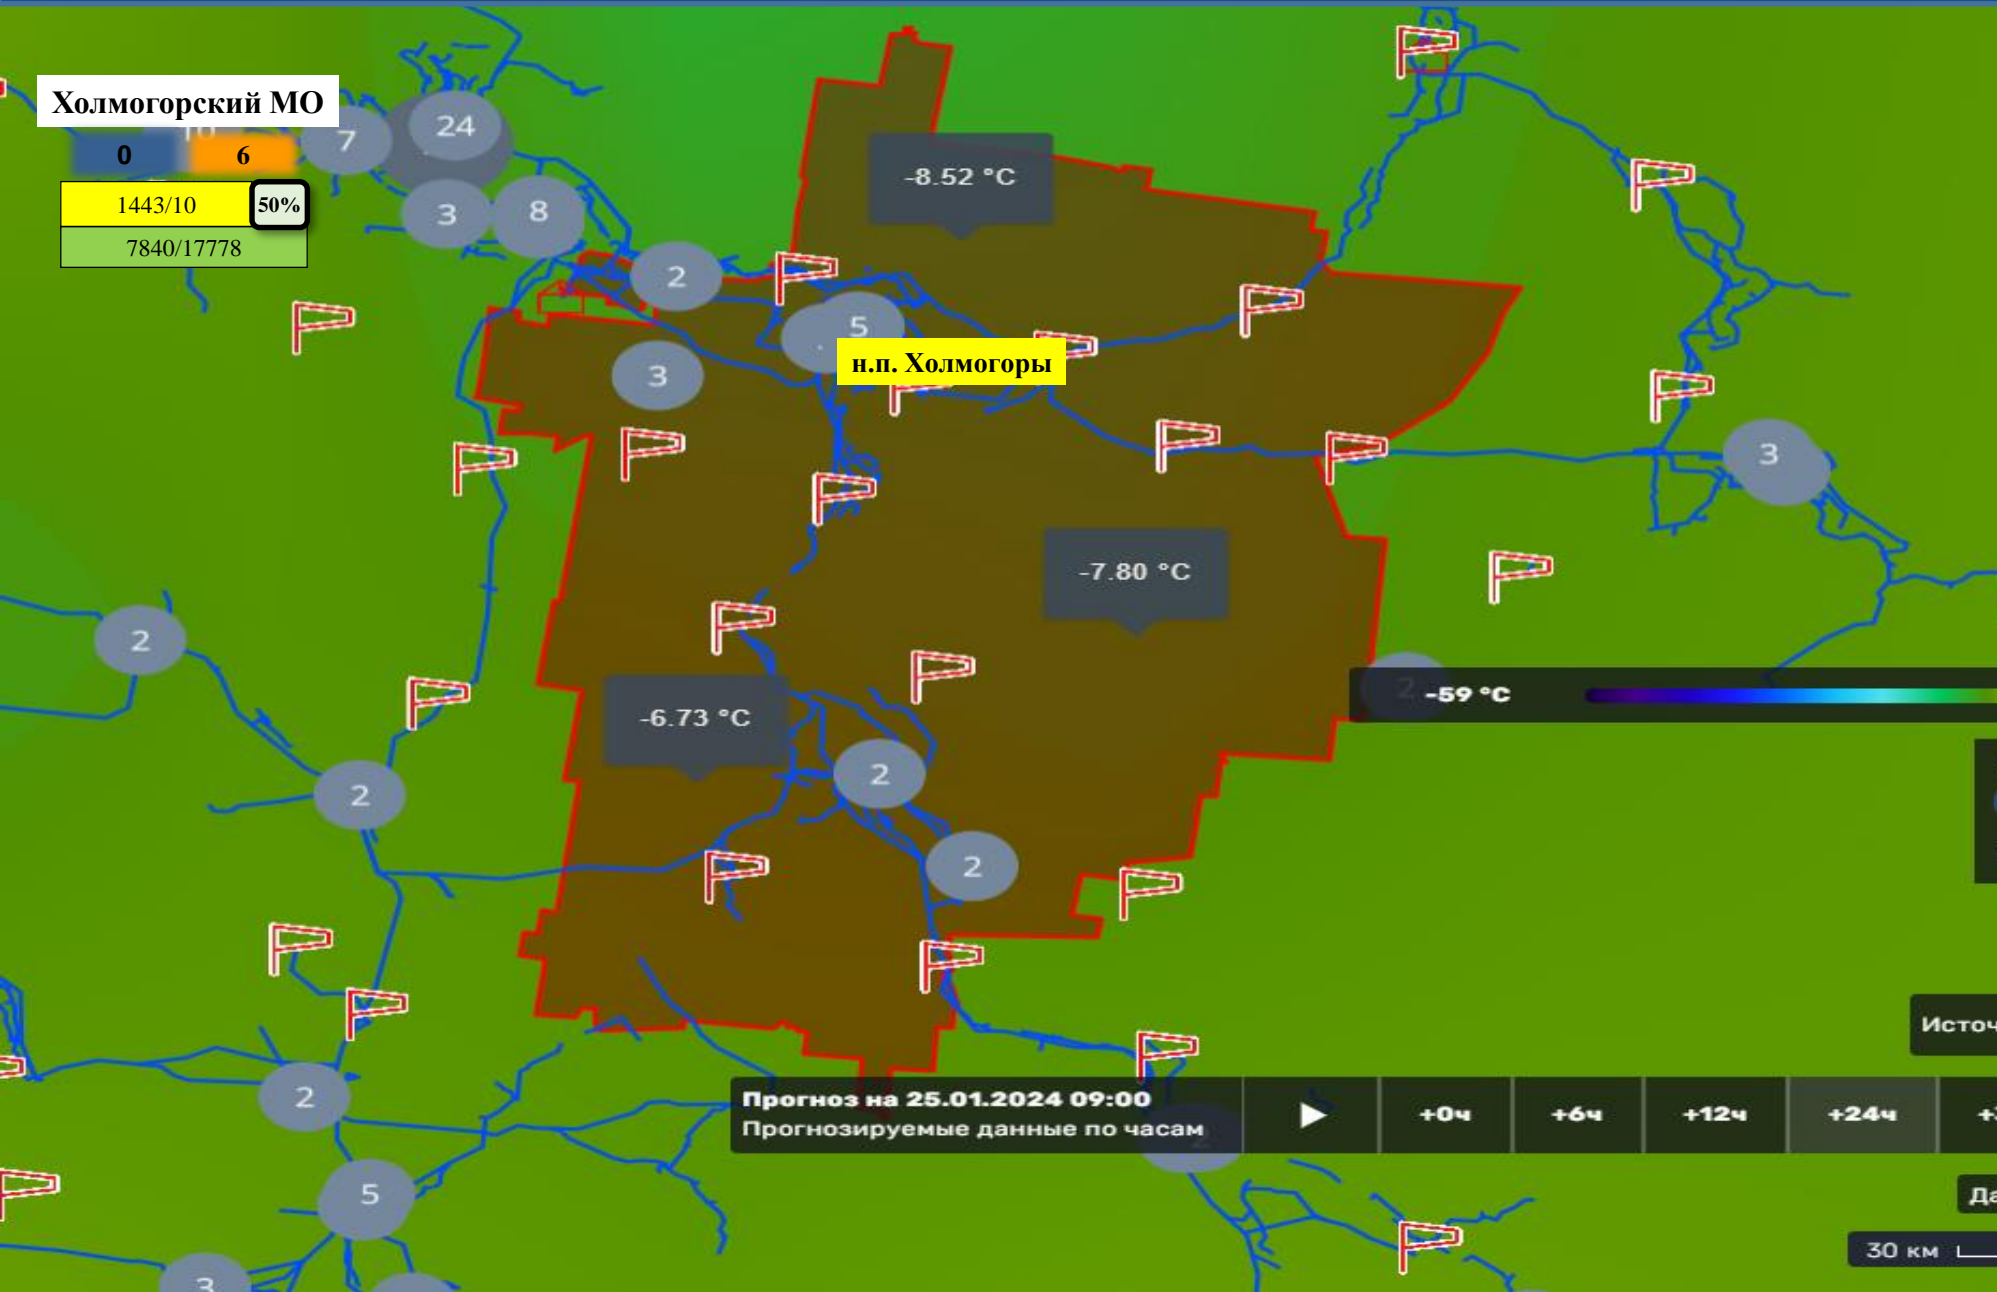 Холмогорский МО
0
6
1443/10
50%
7840/17778
7
24
3
8
2
-8.52 °C
5
н.п. Холмогоры
3
3
-7.80 °C
2
2
-59 °C
-6.73 °C
2
2
2
Источ
2
Прогноз на 25.01.2024 09:00
Прогнозируемые данные по часам
2
+0ч
+6ч
+12ч
+24ч
5
Да
30 км
3